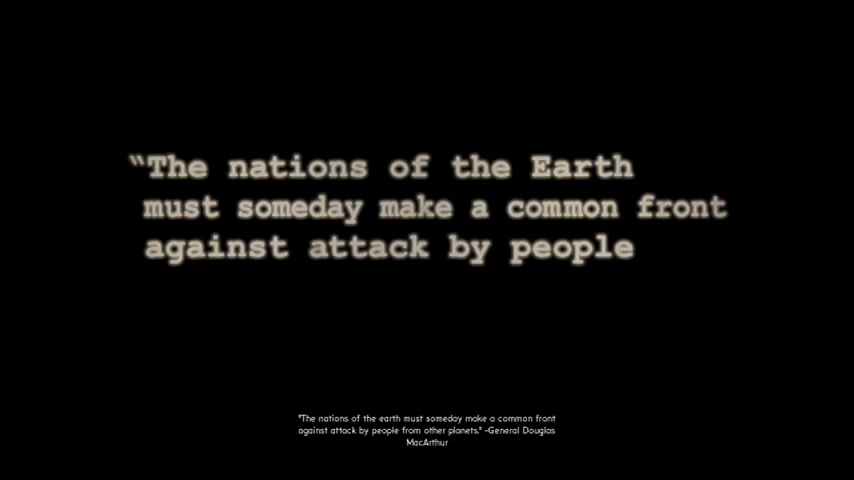 “The nations of the Earth
must someday make a common front
against attack by people
"The nations of the earth must someday make a common front
against attack by people from other planets." -General Douglas
MacArthur